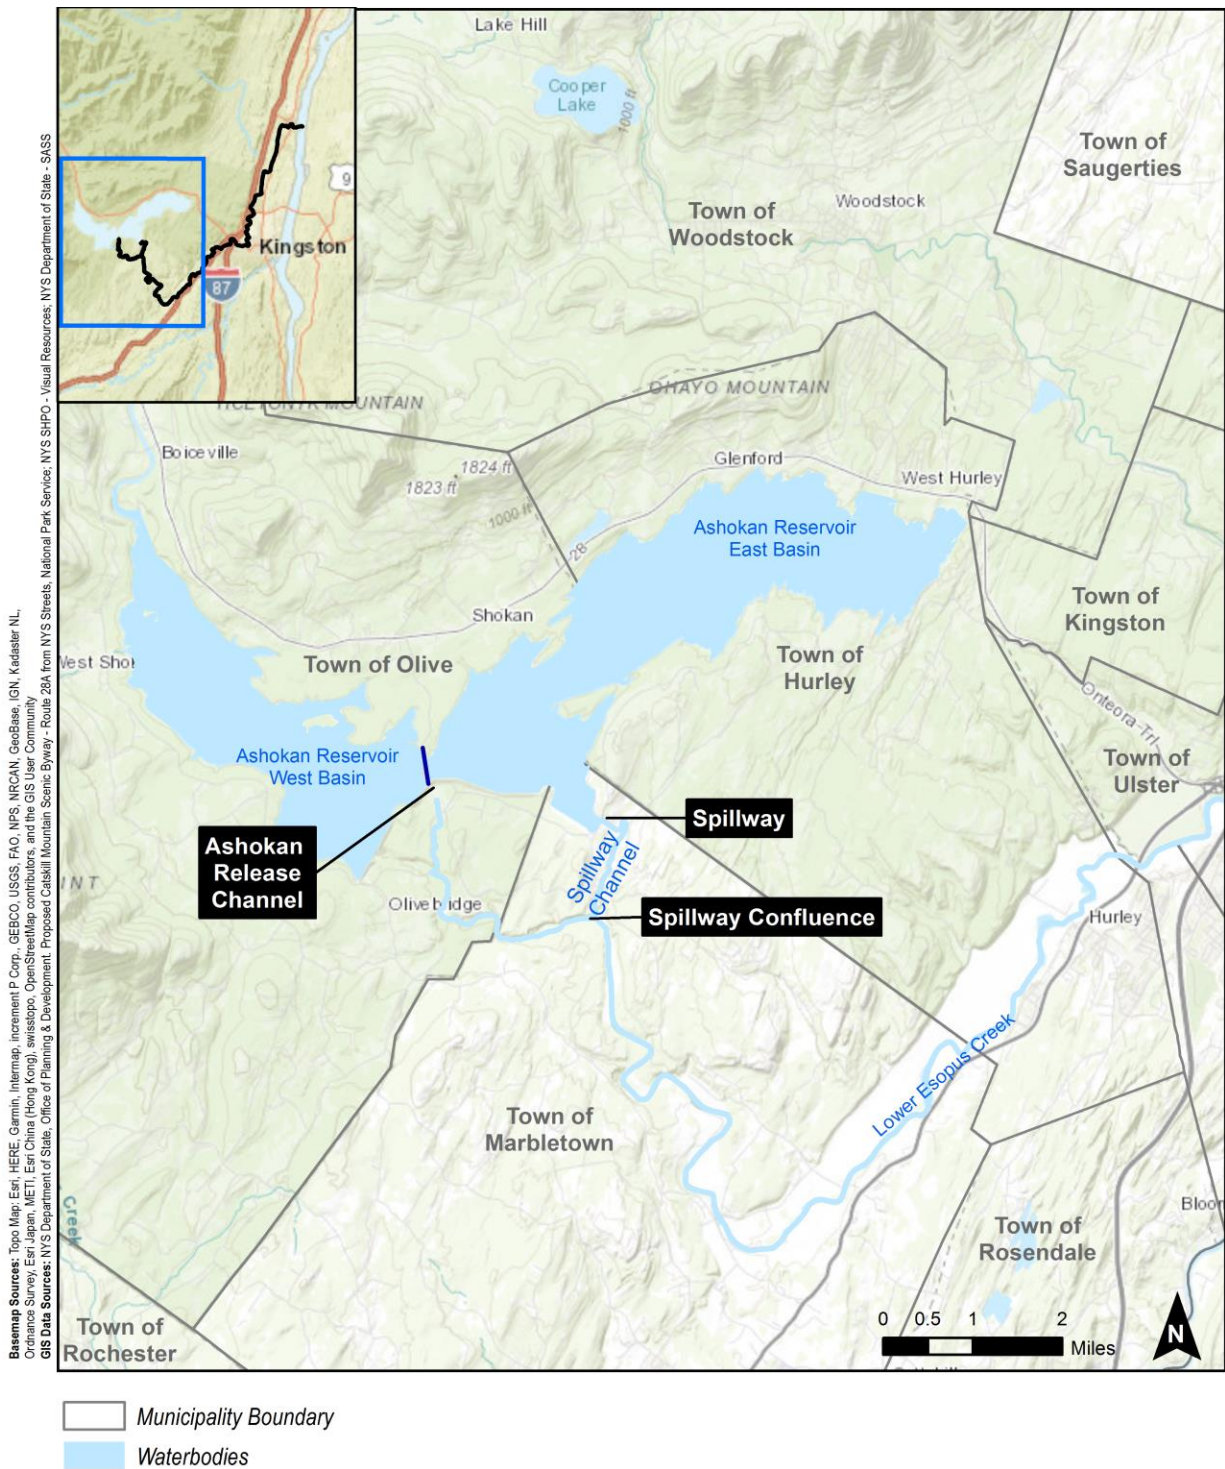 Lake Hill
Cooper
Lake
1000 ft
Town of
Saugerties
Woodstock
Town of
Woodstock
9
Kingston
87
OHAYO MOUNTAIN
MOUNTAIN
Boiceville
1824 ft
1823 ft
1000 ft
Glenford
West Hurley
Ashokan Reservoir
East Basin
28
Shokan
Town of
Kingston
West Shok
Town of Olive
Town of
Hurley
Onteora-Trl
Ashokan Reservoir
West Basin
Town of
Ulster
Spillway
Ashokan
Release
Channel
Spillway
Channel
INT
Olivebridge
Spillway Confluence
Hurley
Lower Esopus Creek
Town of
Marbletown
Creek
Bloom
Town of
Rosendale
Town of
Rochester
0 0.5 1 2
Miles
N
Basemap Sources: Topo Map: Esri, HERE, Garmin, Intermap, increment P Corp., GEBCO, USGS, FAO, NPS, NRCAN, GeoBase, IGN, Kadaster NL,
Ordnance Survey, Esri Japan, METI, Esri China (Hong Kong), swisstopo, OpenStreetMap contributors, and the GIS User Community
GIS Data Sources: NYS Department of State, Office of Planning & Development. Proposed Catskill Mountain Scenic Byway - Route 28A from NYS Streets, National Park Service; NYS SHPO - Visual Resources; NYS Department of State - SASS
Municipality Boundary
Waterbodies